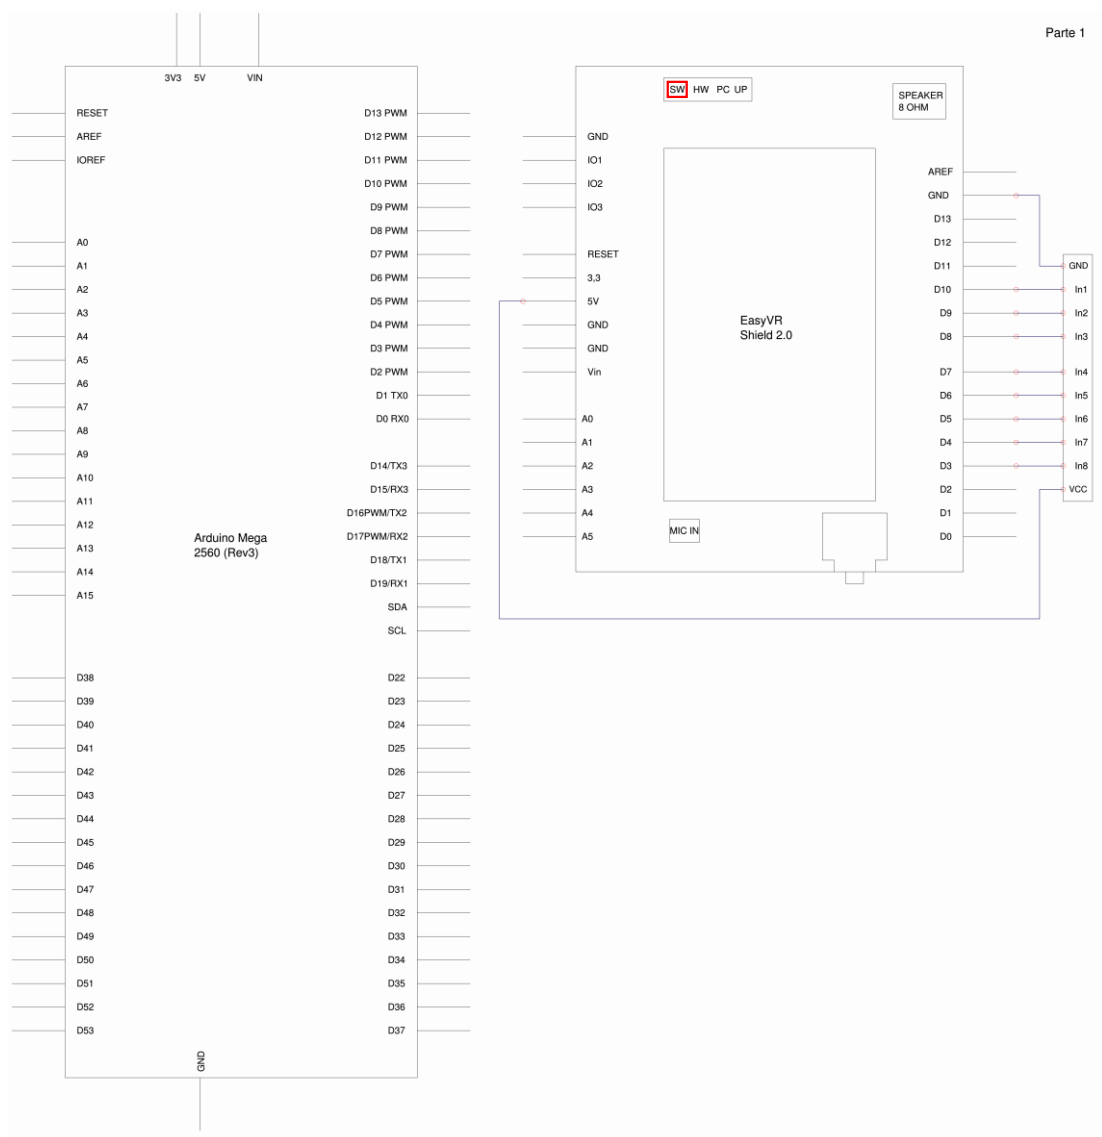 Parte 1
3V3 5V VIN
RESET
AREF
IOREF
A0
A1
A2
A3
A4
A5
A6
A7
A8
A9
A10
A11
A12
A13
A14
A15
D38
D39
D40
D41
D42
D43
D44
D45
D46
D47
D48
D49
D50
D51
D52
D53
Arduino Mega
2560 (Rev3)
D13 PWM
D12 PWM
D11 PWM
D10 PWM
D9 PWM
D8 PWM
D7 PWM
D6 PWM
D5 PWM
D4 PWM
D3 PWM
D2 PWM
D1 TX0
D0 RX0
D14/TX3
D15/RX3
D16PWM/TX2
D17PWM/RX2
D18/TX1
D19/RX1
SDA
SCL
D22
D23
D24
D25
D26
D27
D28
D29
D30
D31
D32
D33
D34
D35
D36
D37
GND
SW HW PC UP
SPEAKER
8 OHM
GND
IO1
IO2
IO3
RESET
3,3
5V
GND
GND
Vin
A0
A1
A2
A3
A4
A5
EasyVR
Shield 2.0
MIC IN
AREF
GND
D13
D12
D11
D10
D9
D8
D7
D6
D5
D4
D3
D2
D1
D0
GND
In1
In2
In3
In4
In5
In6
In7
In8
VCC